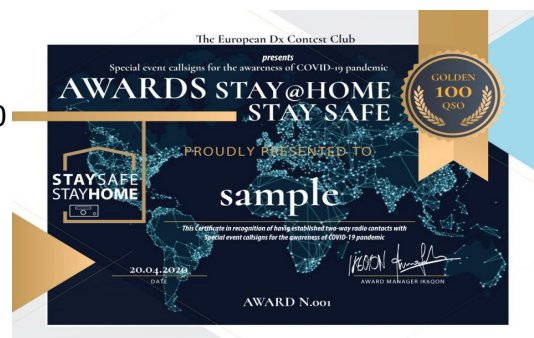 The European Dx Contest Club
presents
Special event callsigns for the awareness of COVID-19 pandemic
AWARDS STAY@HOME
STAY SAFE
GOLDEN
100
QSO
0
PROUDLY PRESENTED TO
STAYSAFE
STAYHOME
sample
This Certificate in recognition of havig established two-way radio contacts with
Special event callsigns for the awareness of COVID-19 pandemic
20.04.2020
DATE
IK6QON
AWARD MANAGER IK6QON
AWARD N.001